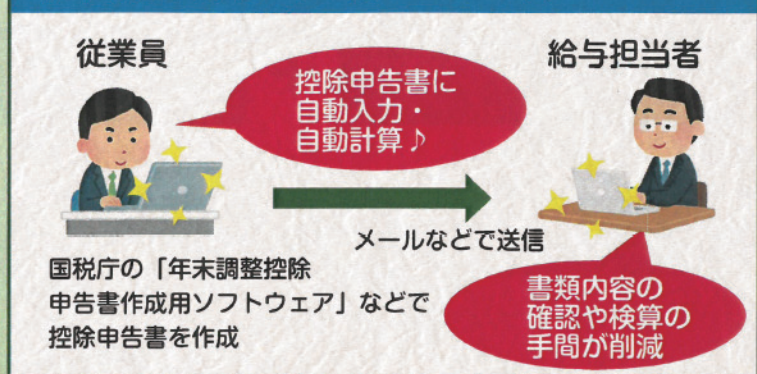 従業員
給与担当者
控除申告書に
自動入力・
自動計算♪
メールなどで送信
国税庁の「年末調整控除
申告書作成用ソフトウェア」などで
控除申告書を作成
書類内容の
確認や検算の
手間が削減